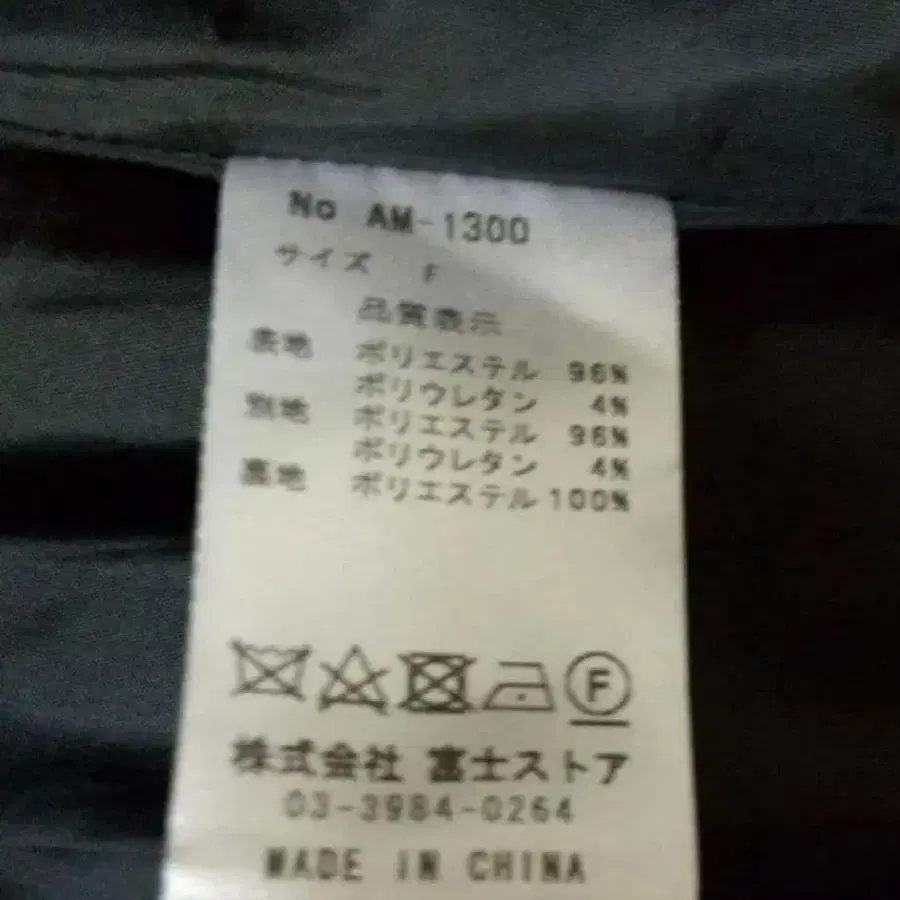 No AM-1300
サイズ F
品質表示
表地 ポリエステル 96%
ポリウレタン 4%
別地 ポリエステル 96%
ポリウレタン 4%
裏地 ポリエステル 100%
F
株式会社 富士ストア
03-3984-0264
MADE IN CHINA